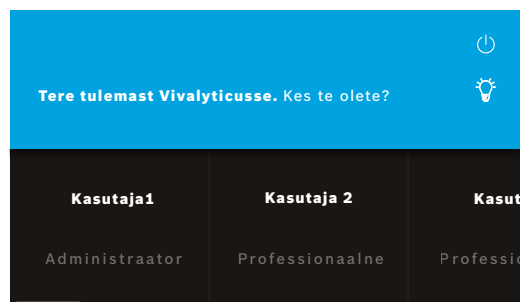 Tere tulemast Vivalyticusse. Kes te olete?
Kasutaja1 Kasutaja 2
Administraator Professionaalne